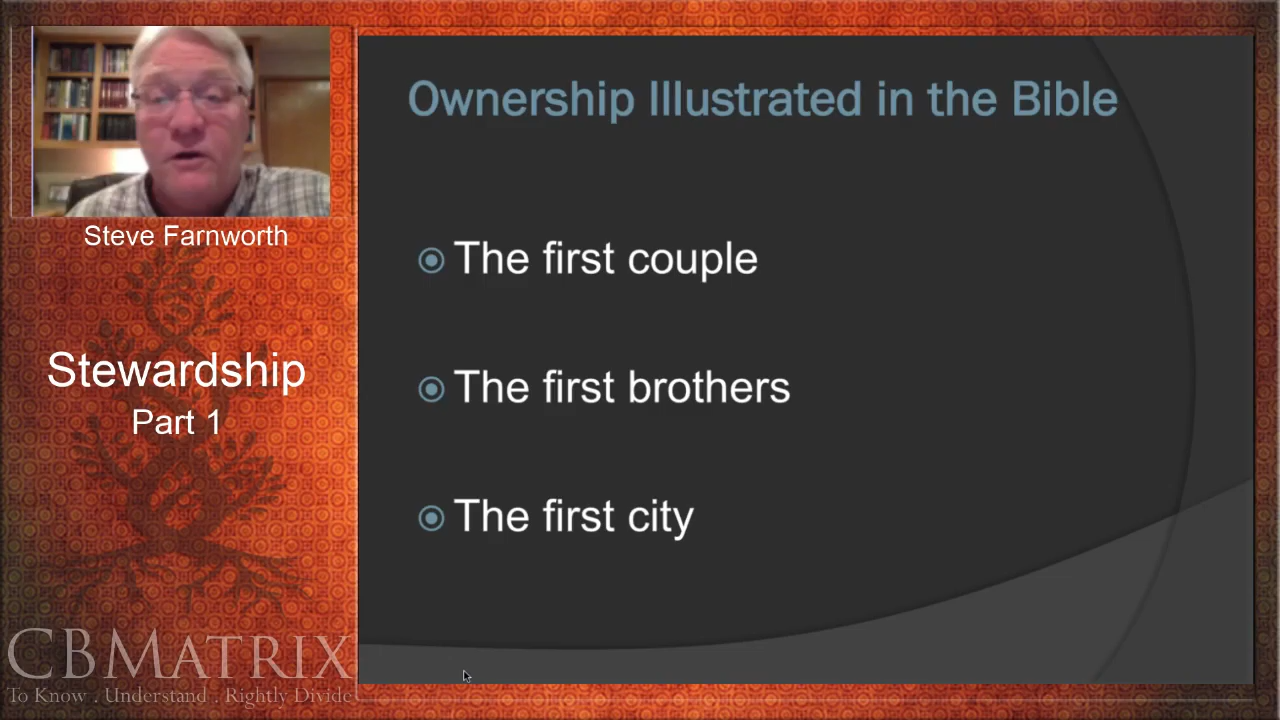 Steve Farnworth
Stewardship
Part 1
CBMATRIX
To Know . Understand . Rightly Divide
Ownership Illustrated in the Bible
The first couple
The first brothers
The first city